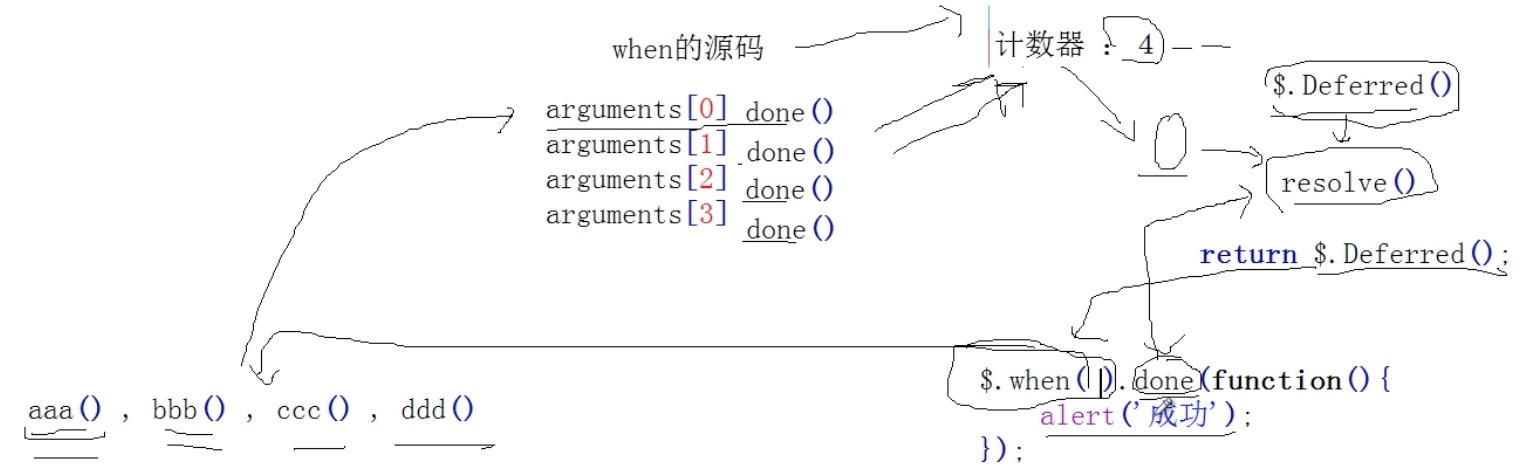 when的源码
计数器 : 4 — —
$.Deferred()
arguments[0] done()
arguments[1] done()
arguments[2] done()
arguments[3] done()
0
resolve()
return $.Deferred();
$.when( ).done(function(){
alert('成功');
});
aaa() , bbb() , ccc() , ddd()